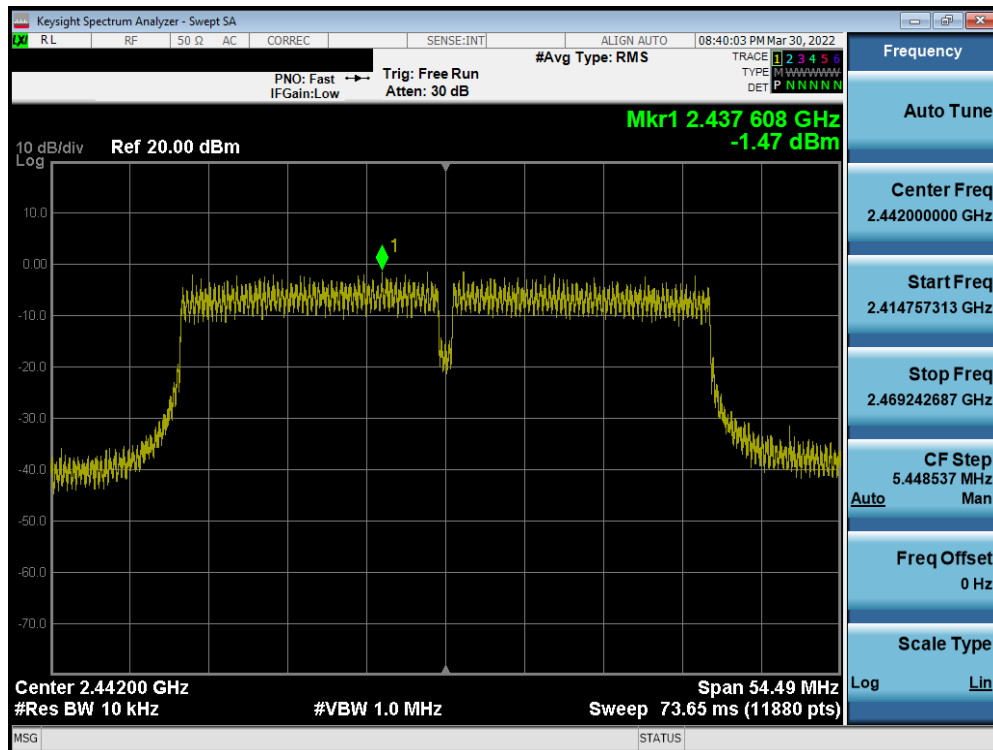 Keysight Spectrum Analyzer - Swept SA
LXI RL RF 50 Ω AC CORREC SENSE:INT ALIGN AUTO 08:40:03 PM Mar 30, 2022
Frequency
#Avg Type: RMS
TRACE 1 2 3 4 5 6
PNO: Fast Trig: Free Run
TYPE M W W W W W
IFGain:Low Atten: 30 dB
DET P N N N N N
Auto Tune
Mkr1 2.437 608 GHz
-1.47 dBm
10 dB/div Ref 20.00 dBm
Log
Center Freq
2.442000000 GHz
10.0
1
0.00
Start Freq
2.414757313 GHz
-10.0
-20.0
Stop Freq
2.469242687 GHz
-30.0
-40.0
CF Step
5.448537 MHz
Auto Man
-50.0
Freq Offset
0 Hz
-60.0
-70.0
Scale Type
Log Lin
Center 2.44200 GHz Span 54.49 MHz
#Res BW 10 kHz #VBW 1.0 MHz Sweep 73.65 ms (11880 pts)
MSG STATUS